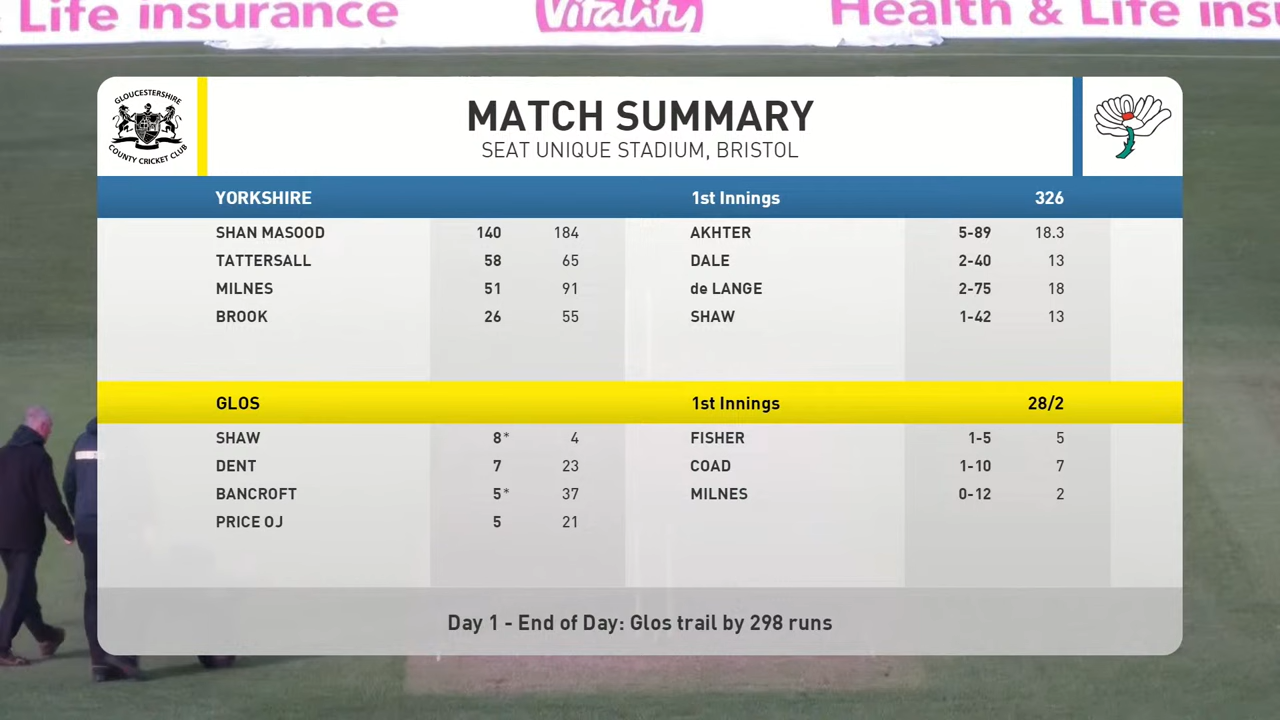 Life insurance
Vitality
Health & Life insu
GLOUCESTERSHIRE
COUNTY CRICKET CLUB
MATCH SUMMARY
SEAT UNIQUE STADIUM, BRISTOL
YORKSHIRE 1st Innings 326
SHAN MASOOD 140 184 AKHTER 5-89 18.3
TATTERSALL 58 65 DALE 2-40 13
MILNES 51 91 de LANGE 2-75 18
BROOK 26 55 SHAW 1-42 13
GLOS 1st Innings 28/2
SHAW 8* 4 FISHER 1-5 5
DENT 7 23 COAD 1-10 7
BANCROFT 5* 37 MILNES 0-12 2
PRICE OJ 5 21
Day 1 - End of Day: Glos trail by 298 runs